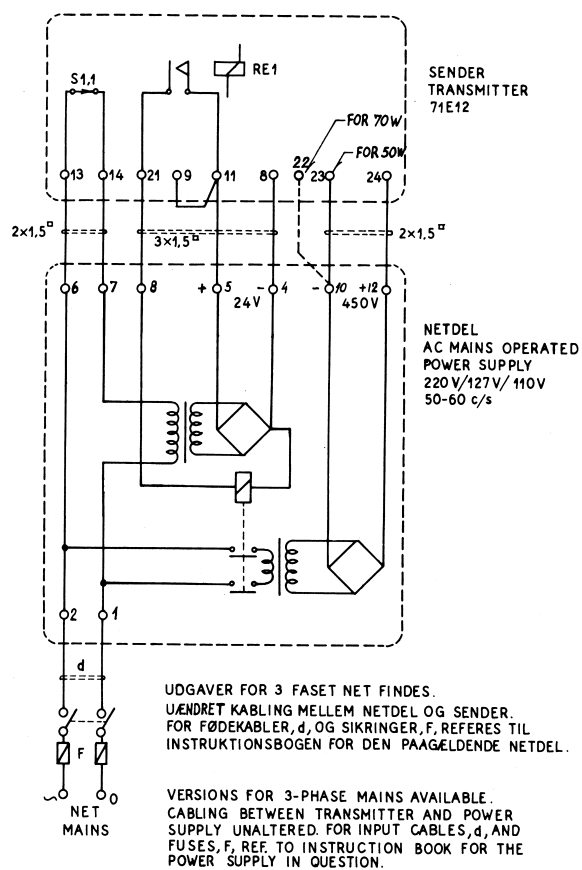 S1,1
RE1
SENDER
TRANSMITTER
71E12
FOR 70W
FOR 50W
13 14 21 9 11 8 22 23 24
2×1,5□ 3×1,5□ 2×1,5□
6 7 8 + 5 - 4 - 10 +12
24V 450V
NETDEL
AC MAINS OPERATED
POWER SUPPLY
220V/127V/110V
50-60 c/s
2 1
d
F
~ 0
NET
MAINS
UDGAVER FOR 3 FASET NET FINDES.
UÆNDRET KABLING MELLEM NETDEL OG SENDER.
FOR FØDEKABLER, d, OG SIKRINGER, F, REFERES TIL
INSTRUKTIONSBOGEN FOR DEN PAAGÆLDENDE NETDEL.
VERSIONS FOR 3-PHASE MAINS AVAILABLE.
CABLING BETWEEN TRANSMITTER AND POWER
SUPPLY UNALTERED. FOR INPUT CABLES, d, AND
FUSES, F, REF. TO INSTRUCTION BOOK FOR THE
POWER SUPPLY IN QUESTION.